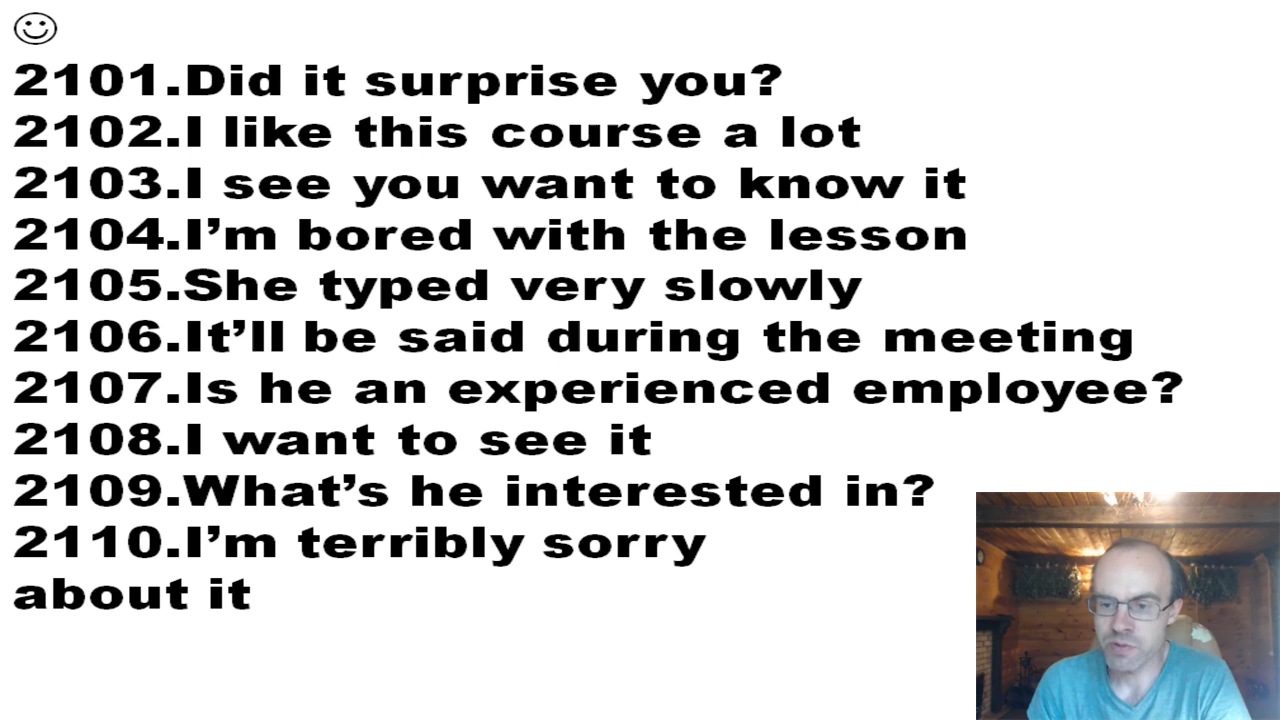 2101.Did it surprise you?
2102.I like this course a lot
2103.I see you want to know it
2104.I’m bored with the lesson
2105.She typed very slowly
2106.It’ll be said during the meeting
2107.Is he an experienced employee?
2108.I want to see it
2109.What’s he interested in?
2110.I’m terribly sorry
about it